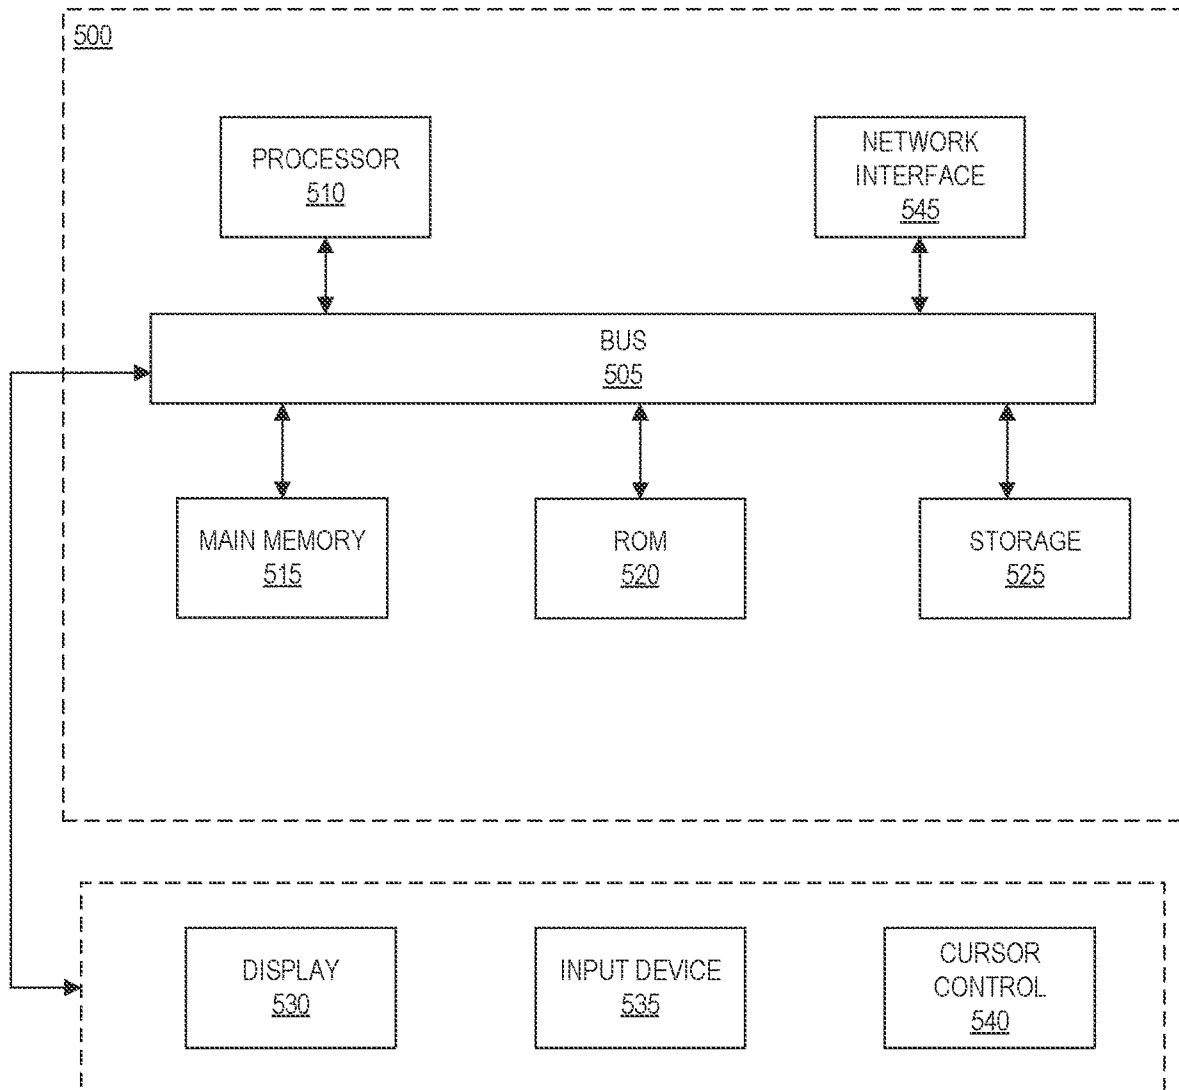 500
PROCESSOR
510
NETWORK
INTERFACE
545
BUS
505
MAIN MEMORY
515
ROM
520
STORAGE
525
DISPLAY
530
INPUT DEVICE
535
CURSOR
CONTROL
540